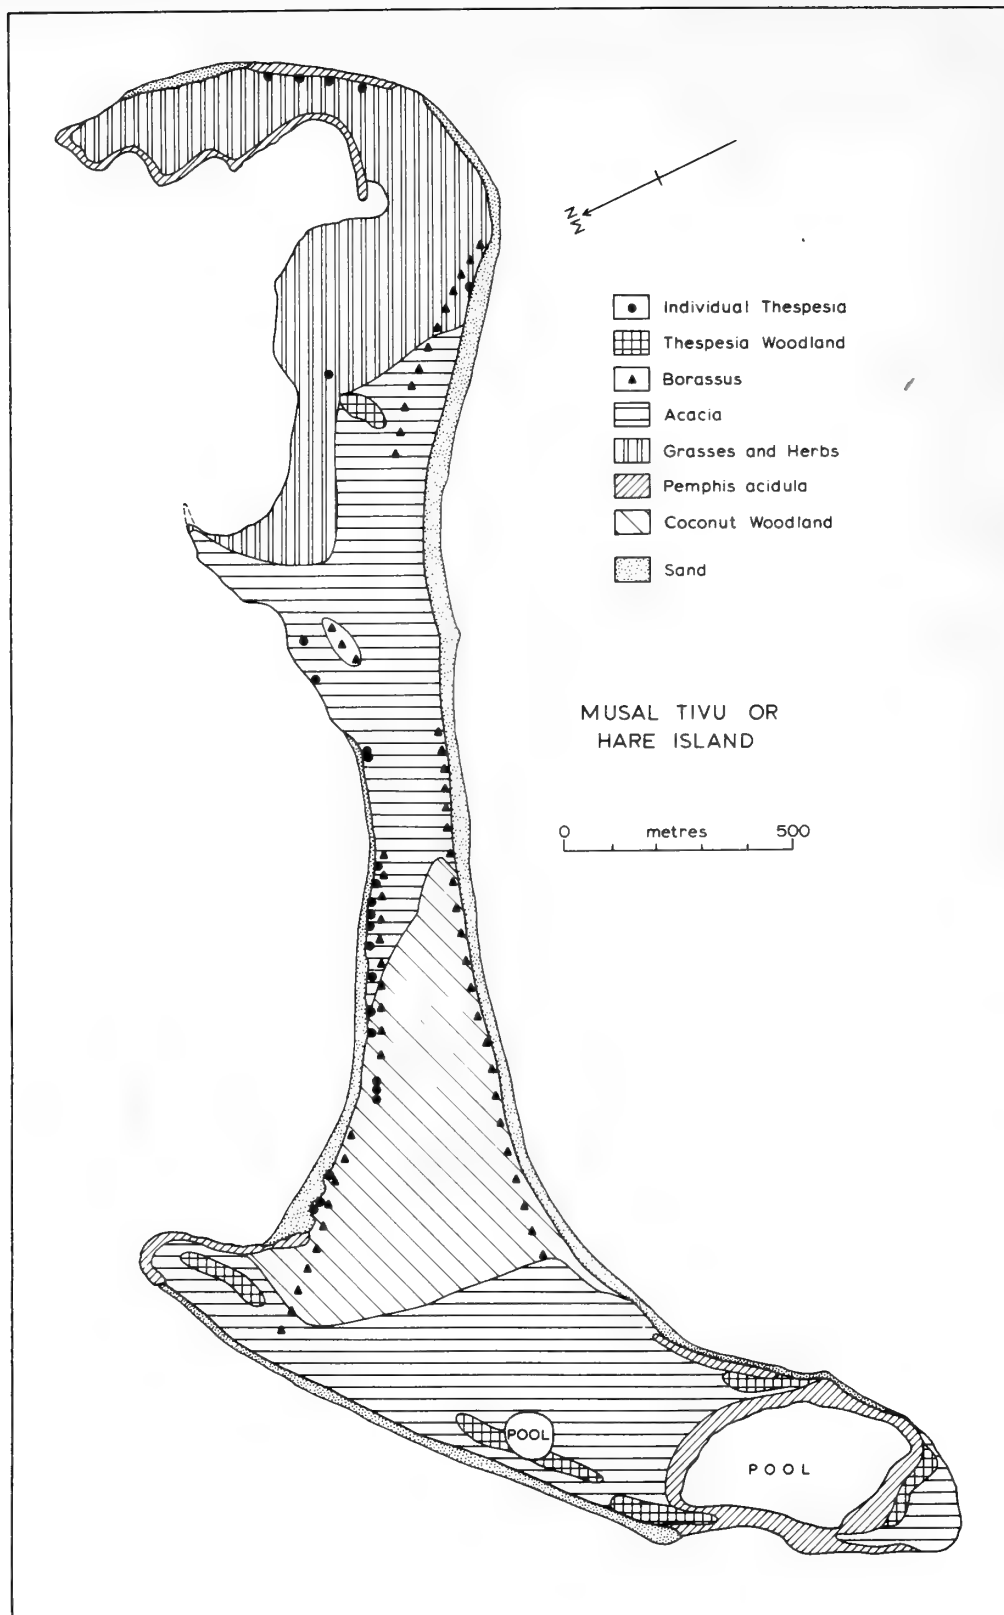 MN
Individual Thespesia
Thespesia Woodland
Borassus
Acacia
Grasses and Herbs
Pemphis acidula
Coconut Woodland
Sand
MUSAL TIVU OR
HARE ISLAND
0 metres 500
POOL
POOL